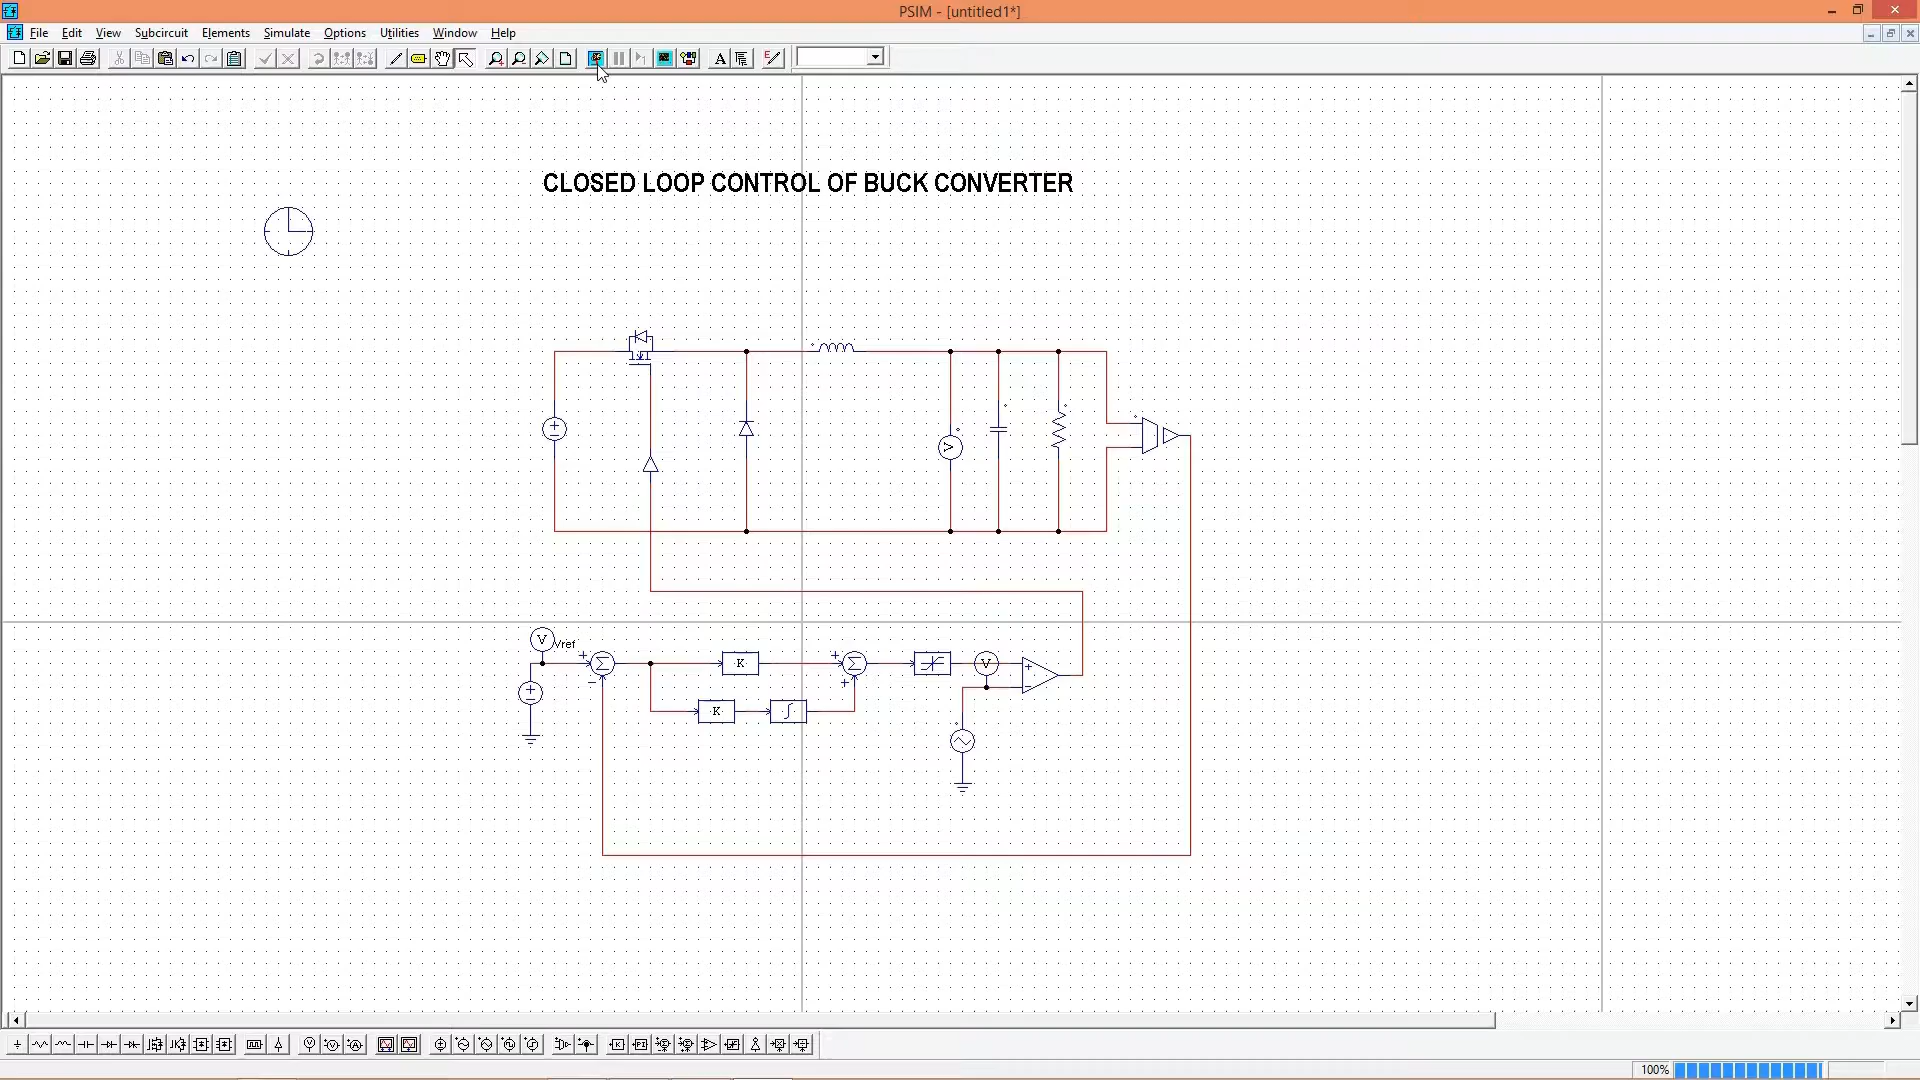 PSIM - [untitled1*]
File Edit View Subcircuit Elements Simulate Options Utilities Window Help
CLOSED LOOP CONTROL OF BUCK CONVERTER
V
V Vref
K
V
K
100%